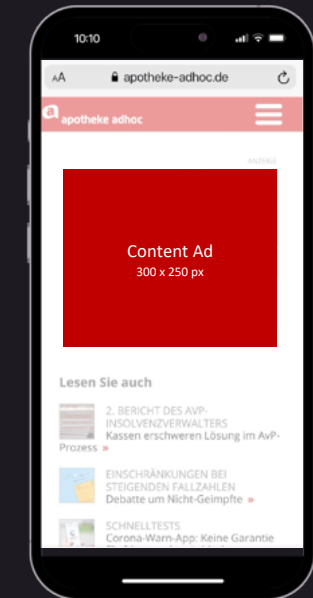 10:10
AA apotheke-adhoc.de
a apotheke adhoc
ANZEIGE
Content Ad
300 x 250 px
Lesen Sie auch
2. BERICHT DES AVP-
INSOLVENZVERWALTERS
Kassen erschweren Lösung im AvP-
Prozess »
EINSCHRÄNKUNGEN BEI
STEIGENDEN FALLZAHLEN
Debatte um Nicht-Geimpfte »
SCHNELLTESTS
Corona-Warn-App: Keine Garantie